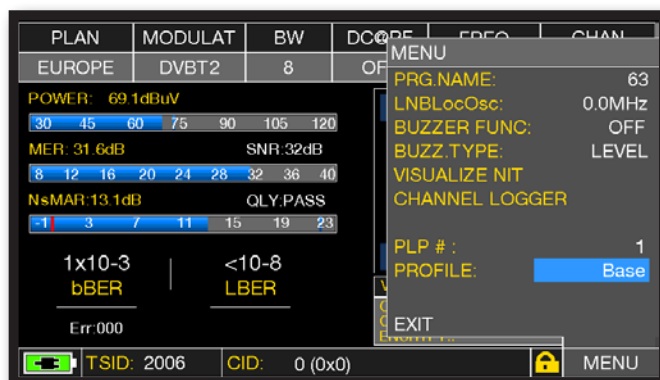 PLAN MODULAT BW
EUROPE DVBT2 8
POWER: 69.1dBuV
30 45 60 75 90 105 120
MER: 31.6dB SNR:32dB
8 12 16 20 24 28 32 36 40
NsMAR:13.1dB QLY:PASS
-1 3 7 11 15 19 23
1x10-3 <10-8
bBER LBER
Err:000
MENU
PRG.NAME: 63
LNBLocOsc: 0.0MHz
BUZZER FUNC: OFF
BUZZ.TYPE: LEVEL
VISUALIZE NIT
CHANNEL LOGGER
PLP # : 1
PROFILE: Base
EXIT
TSID: 2006 CID: 0 (0x0) MENU